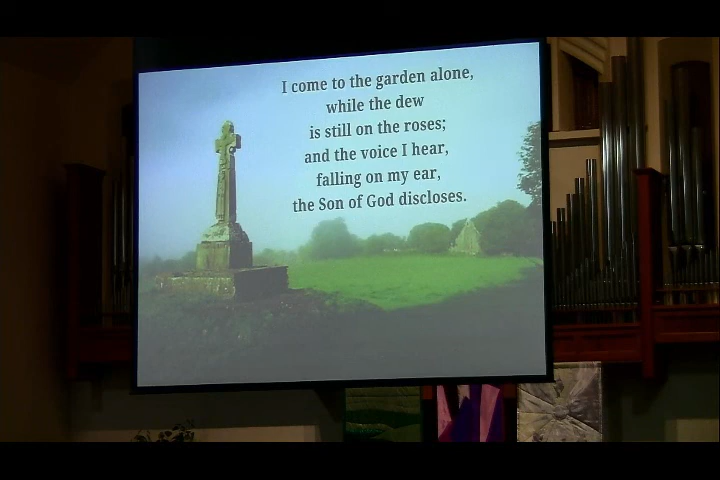 I come to the garden alone,
while the dew
is still on the roses;
and the voice I hear,
falling on my ear,
the Son of God discloses.